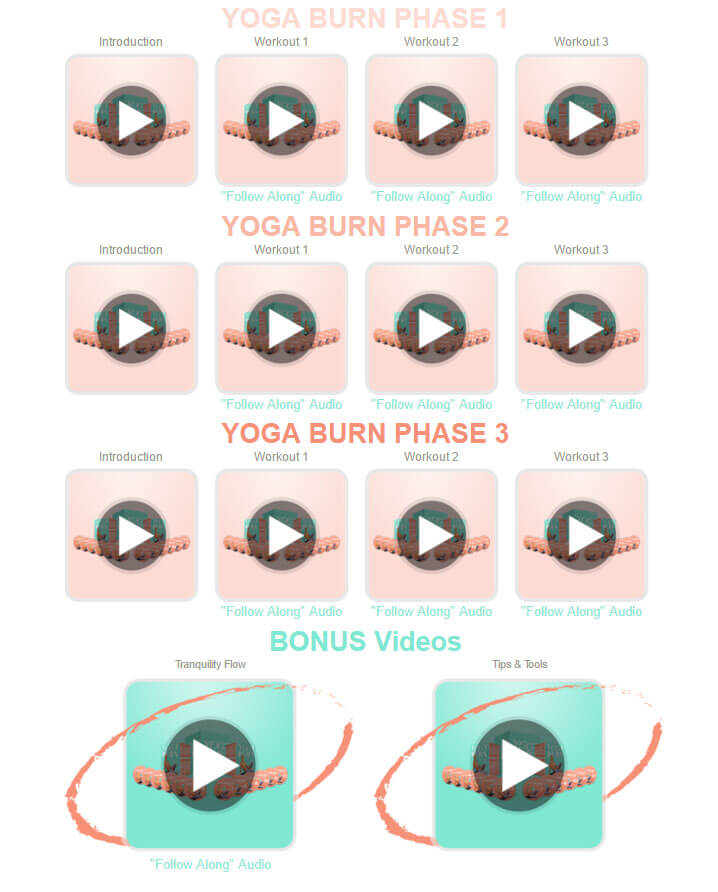 YOGA BURN PHASE 1
Introduction Workout 1 Workout 2 Workout 3
"Follow Along" Audio "Follow Along" Audio "Follow Along" Audio
YOGA BURN PHASE 2
Introduction Workout 1 Workout 2 Workout 3
"Follow Along" Audio "Follow Along" Audio "Follow Along" Audio
YOGA BURN PHASE 3
Introduction Workout 1 Workout 2 Workout 3
"Follow Along" Audio "Follow Along" Audio "Follow Along" Audio
BONUS Videos
Tranquility Flow Tips & Tools
"Follow Along" Audio